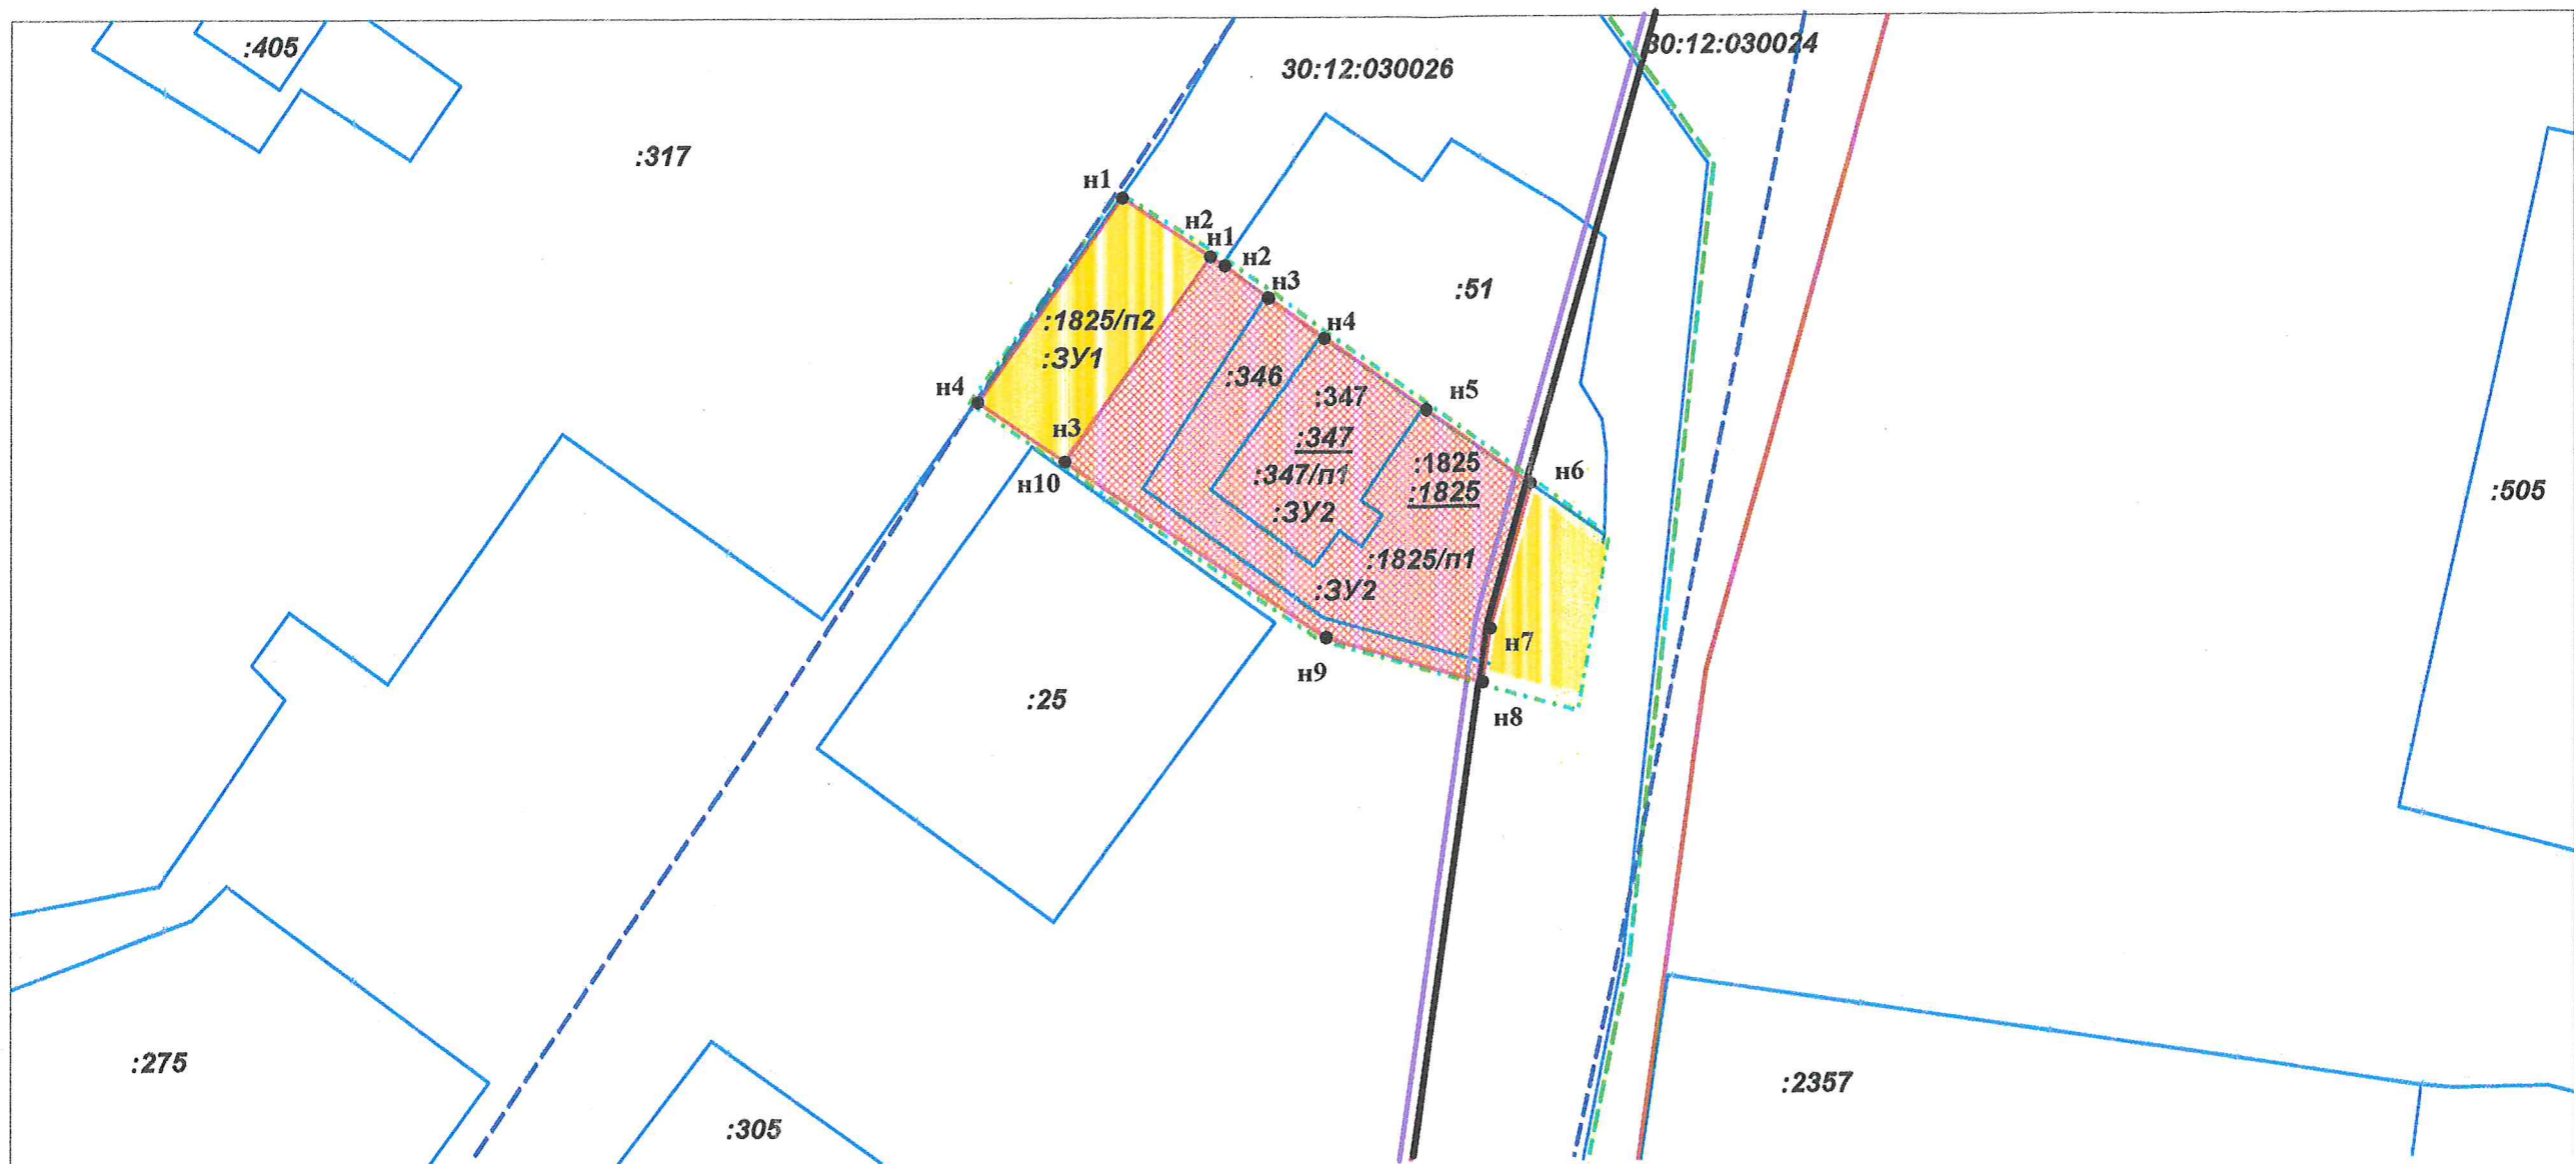 :405
30:12:030026
30:12:030024
:317
н1
н2
н1
н2
н3
:51
:1825/п2
:ЗУ1
н4
:346
н4
:347
н5
н3
:347
:1825
н6
:347/п1
:1825
н10
:ЗУ2
:505
:1825/п1
:ЗУ2
н7
н9
:25
н8
:275
:2357
:305